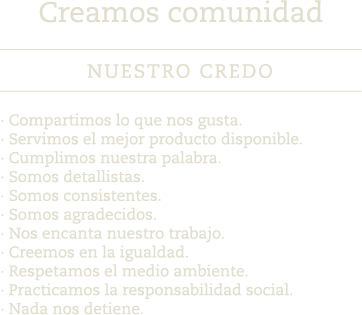 Creamos comunidad
NUESTRO CREDO
· Compartimos lo que nos gusta.
· Servimos el mejor producto disponible.
· Cumplimos nuestra palabra.
· Somos detallistas.
· Somos consistentes.
· Somos agradecidos.
· Nos encanta nuestro trabajo.
· Creemos en la igualdad.
· Respetamos el medio ambiente.
· Practicamos la responsabilidad social.
· Nada nos detiene.